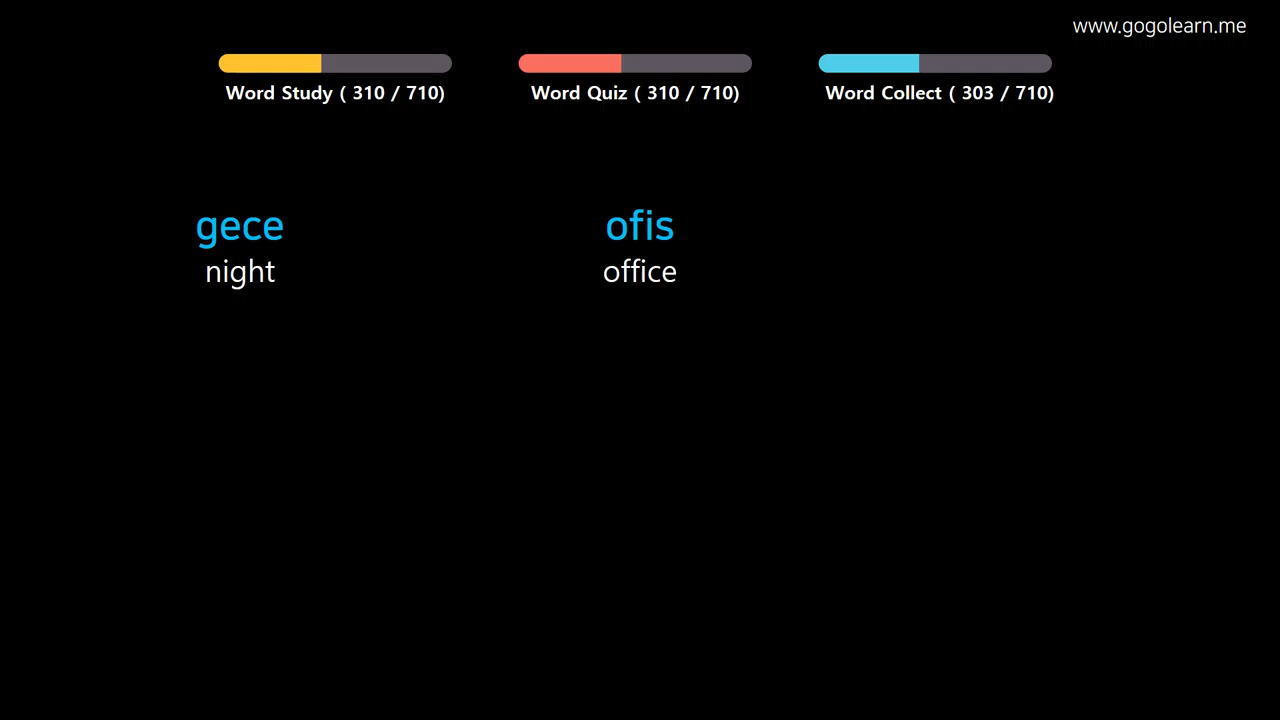 www.gogolearn.me
Word Study ( 310 / 710)
Word Quiz ( 310 / 710)
Word Collect ( 303 / 710)
gece
night
ofis
office